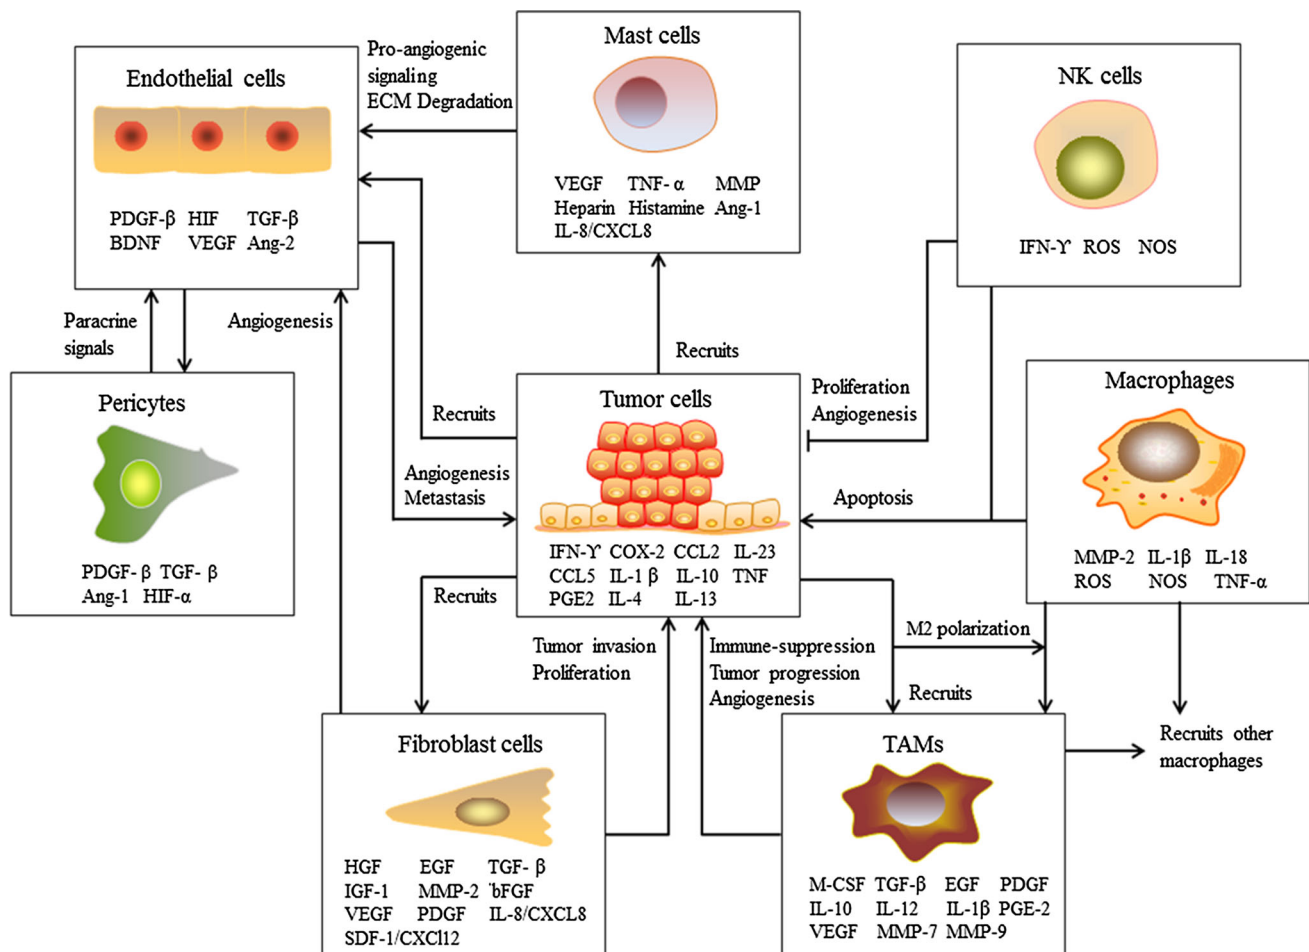 Mast cells
VEGF TNF- α MMP
Heparin Histamine Ang-1
IL-8/CXCL8
Pro-angiogenic
signaling
ECM Degradation
Endothelial cells
PDGF-β HIF TGF-β
BDNF VEGF Ang-2
NK cells
IFN-ϒ ROS NOS
Paracrine
signals
Angiogenesis
Recruits
Pericytes
PDGF- β TGF- β
Ang-1 HIF-α
Recruits
Angiogenesis
Metastasis
Tumor cells
IFN-ϒ COX-2 CCL2 IL-23
CCL5 IL-1 β IL-10 TNF
PGE2 IL-4 IL-13
Proliferation
Angiogenesis
Apoptosis
Macrophages
MMP-2 IL-1β IL-18
ROS NOS TNF-α
Recruits
Tumor invasion
Proliferation
Immune-suppression
Tumor progression
Angiogenesis
M2 polarization
Recruits
Recruits other
macrophages
Fibroblast cells
HGF EGF TGF- β
IGF-1 MMP-2 bFGF
VEGF PDGF IL-8/CXCL8
SDF-1/CXCl12
TAMs
M-CSF TGF-β EGF PDGF
IL-10 IL-12 IL-1β PGE-2
VEGF MMP-7 MMP-9